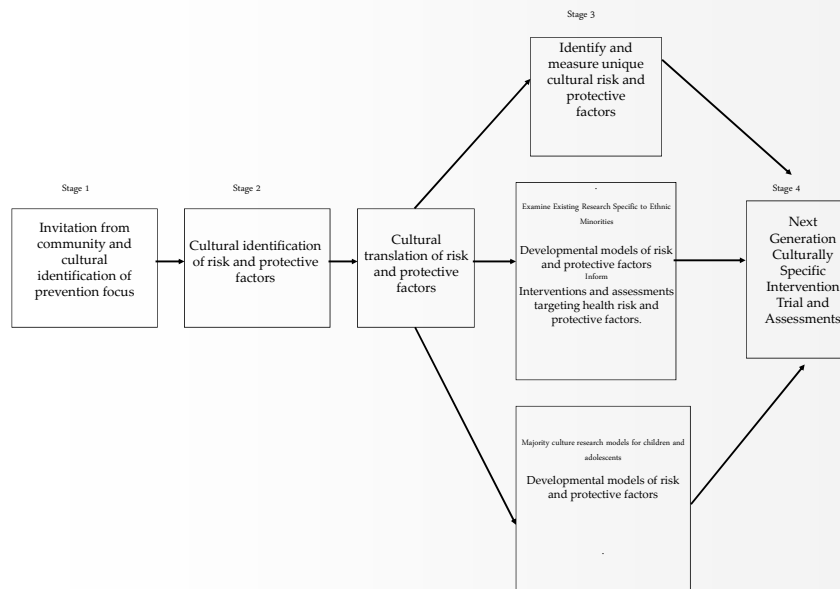 Stage 3
Identify and
measure unique
cultural risk and
protective
factors
Stage 1
Invitation from
community and
cultural
identification of
prevention focus
Stage 2
Cultural identification
of risk and protective
factors
Cultural
translation of risk
and protective
factors
.
Examine Existing Research Specific to Ethnic
Minorities
Developmental models of risk
and protective factors
Inform
Interventions and assessments
targeting health risk and
protective factors.
Majority culture research models for children and
adolescents
Developmental models of risk
and protective factors
.
Stage 4
Next
Generation
Culturally
Specific
Intervention
Trial and
Assessments